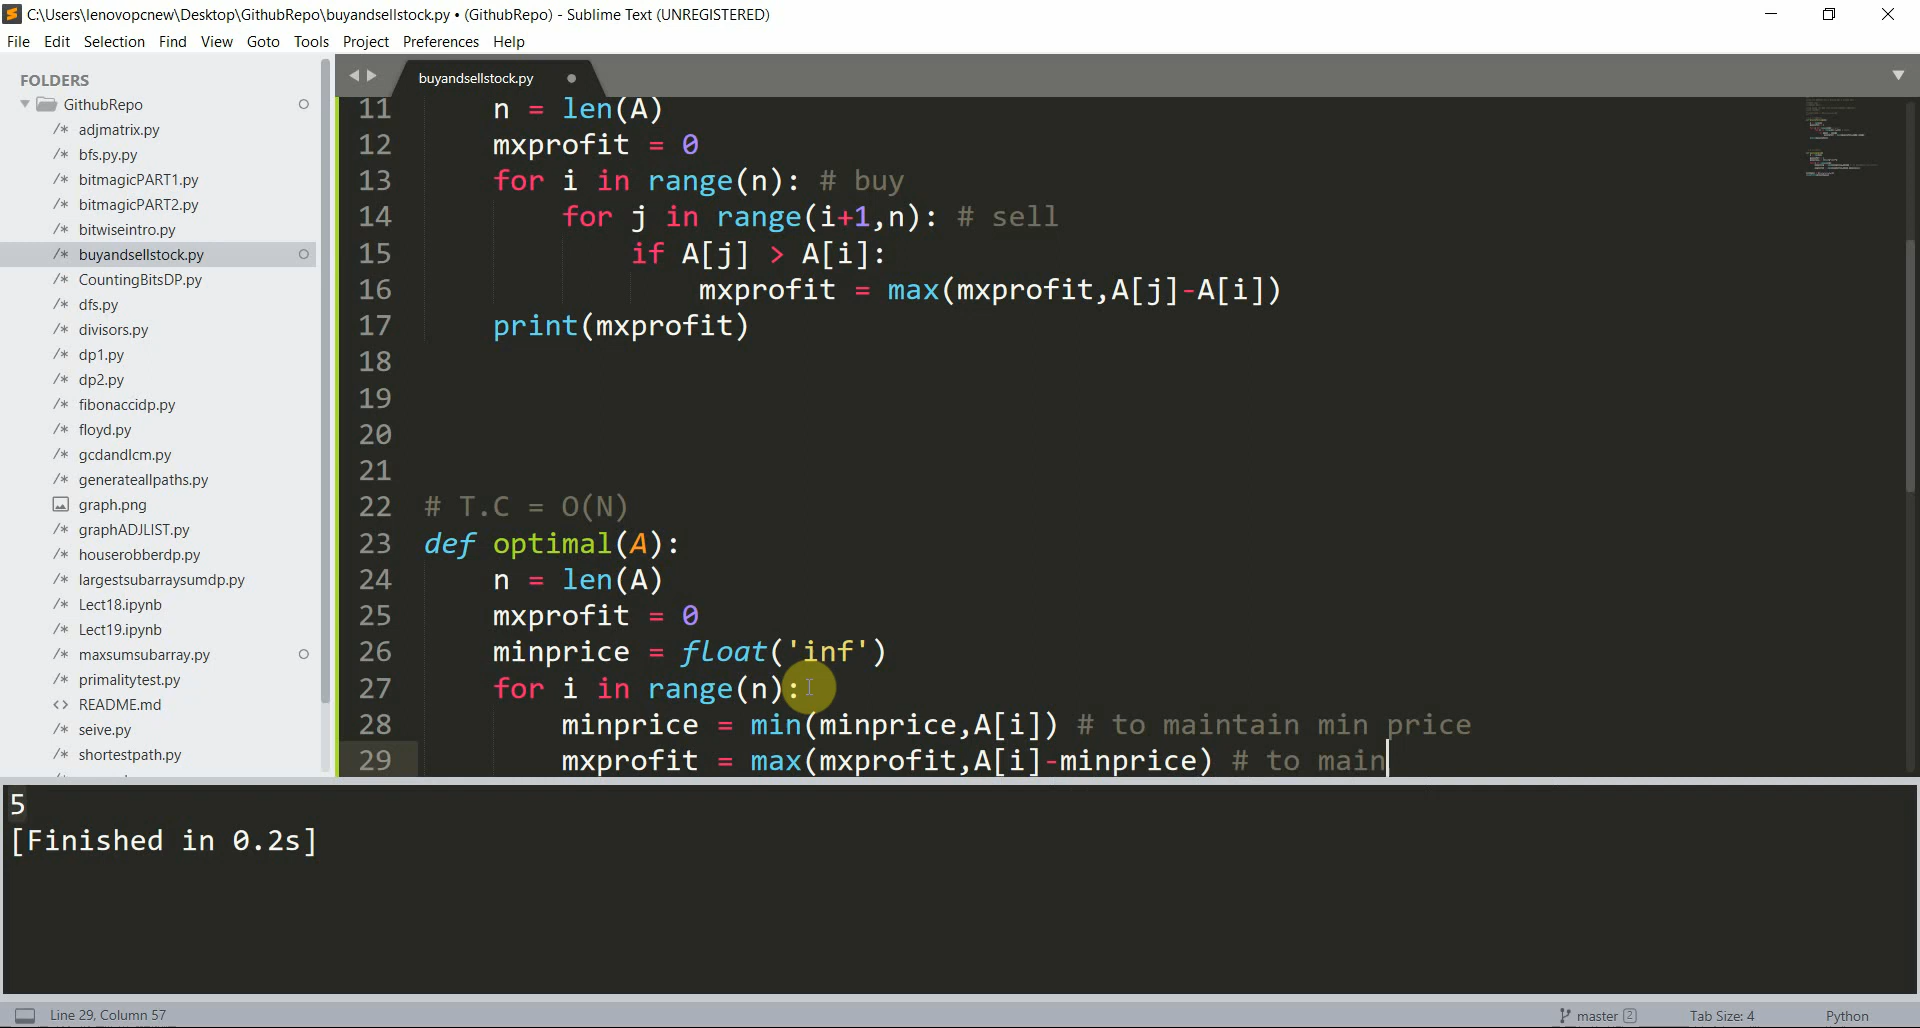 C:\Users\lenovopcnew\Desktop\GithubRepo\buyandsellstock.py • (GithubRepo) - Sublime Text (UNREGISTERED)
File Edit Selection Find View Goto Tools Project Preferences Help
FOLDERS
GithubRepo
/* adjmatrix.py
/* bfs.py.py
/* bitmagicPART1.py
/* bitmagicPART2.py
/* bitwiseintro.py
/* buyandsellstock.py
/* CountingBitsDP.py
/* dfs.py
/* divisors.py
/* dp1.py
/* dp2.py
/* fibonaccidp.py
/* floyd.py
/* gcdandlcm.py
/* generateallpaths.py
graph.png
/* graphADJLIST.py
/* houserobberdp.py
/* largestsubarraysumdp.py
/* Lect18.ipynb
/* Lect19.ipynb
/* maxsumsubarray.py
/* primalitytest.py
<> README.md
/* seive.py
/* shortestpath.py
buyandsellstock.py
11 n = len(A)
12 mxprofit = 0
13 for i in range(n): # buy
14 for j in range(i+1,n): # sell
15 if A[j] > A[i]:
16 mxprofit = max(mxprofit,A[j]-A[i])
17 print(mxprofit)
18
19
20
21
22 # T.C = O(N)
23 def optimal(A):
24 n = len(A)
25 mxprofit = 0
26 minprice = float('inf')
27 for i in range(n):
28 minprice = min(minprice,A[i]) # to maintain min price
29 mxprofit = max(mxprofit,A[i]-minprice) # to main
5
[Finished in 0.2s]
Line 29, Column 57
master 2
Tab Size: 4
Python